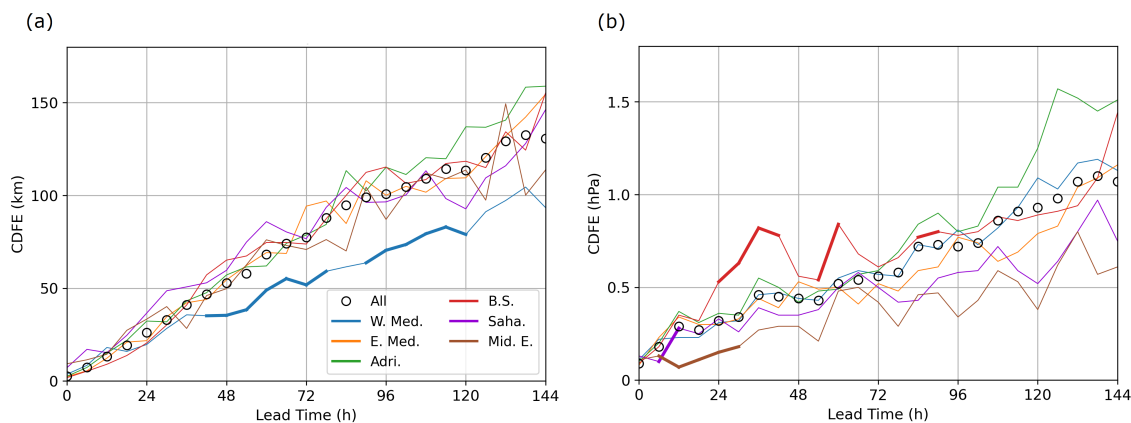 (a)
CDFE (km)
150
100
50
0
0 24 48 72 96 120 144
Lead Time (h)
All
W. Med.
E. Med.
Adri.
B.S.
Saha.
Mid. E.
(b)
CDFE (hPa)
1.5
1.0
0.5
0
0 24 48 72 96 120 144
Lead Time (h)